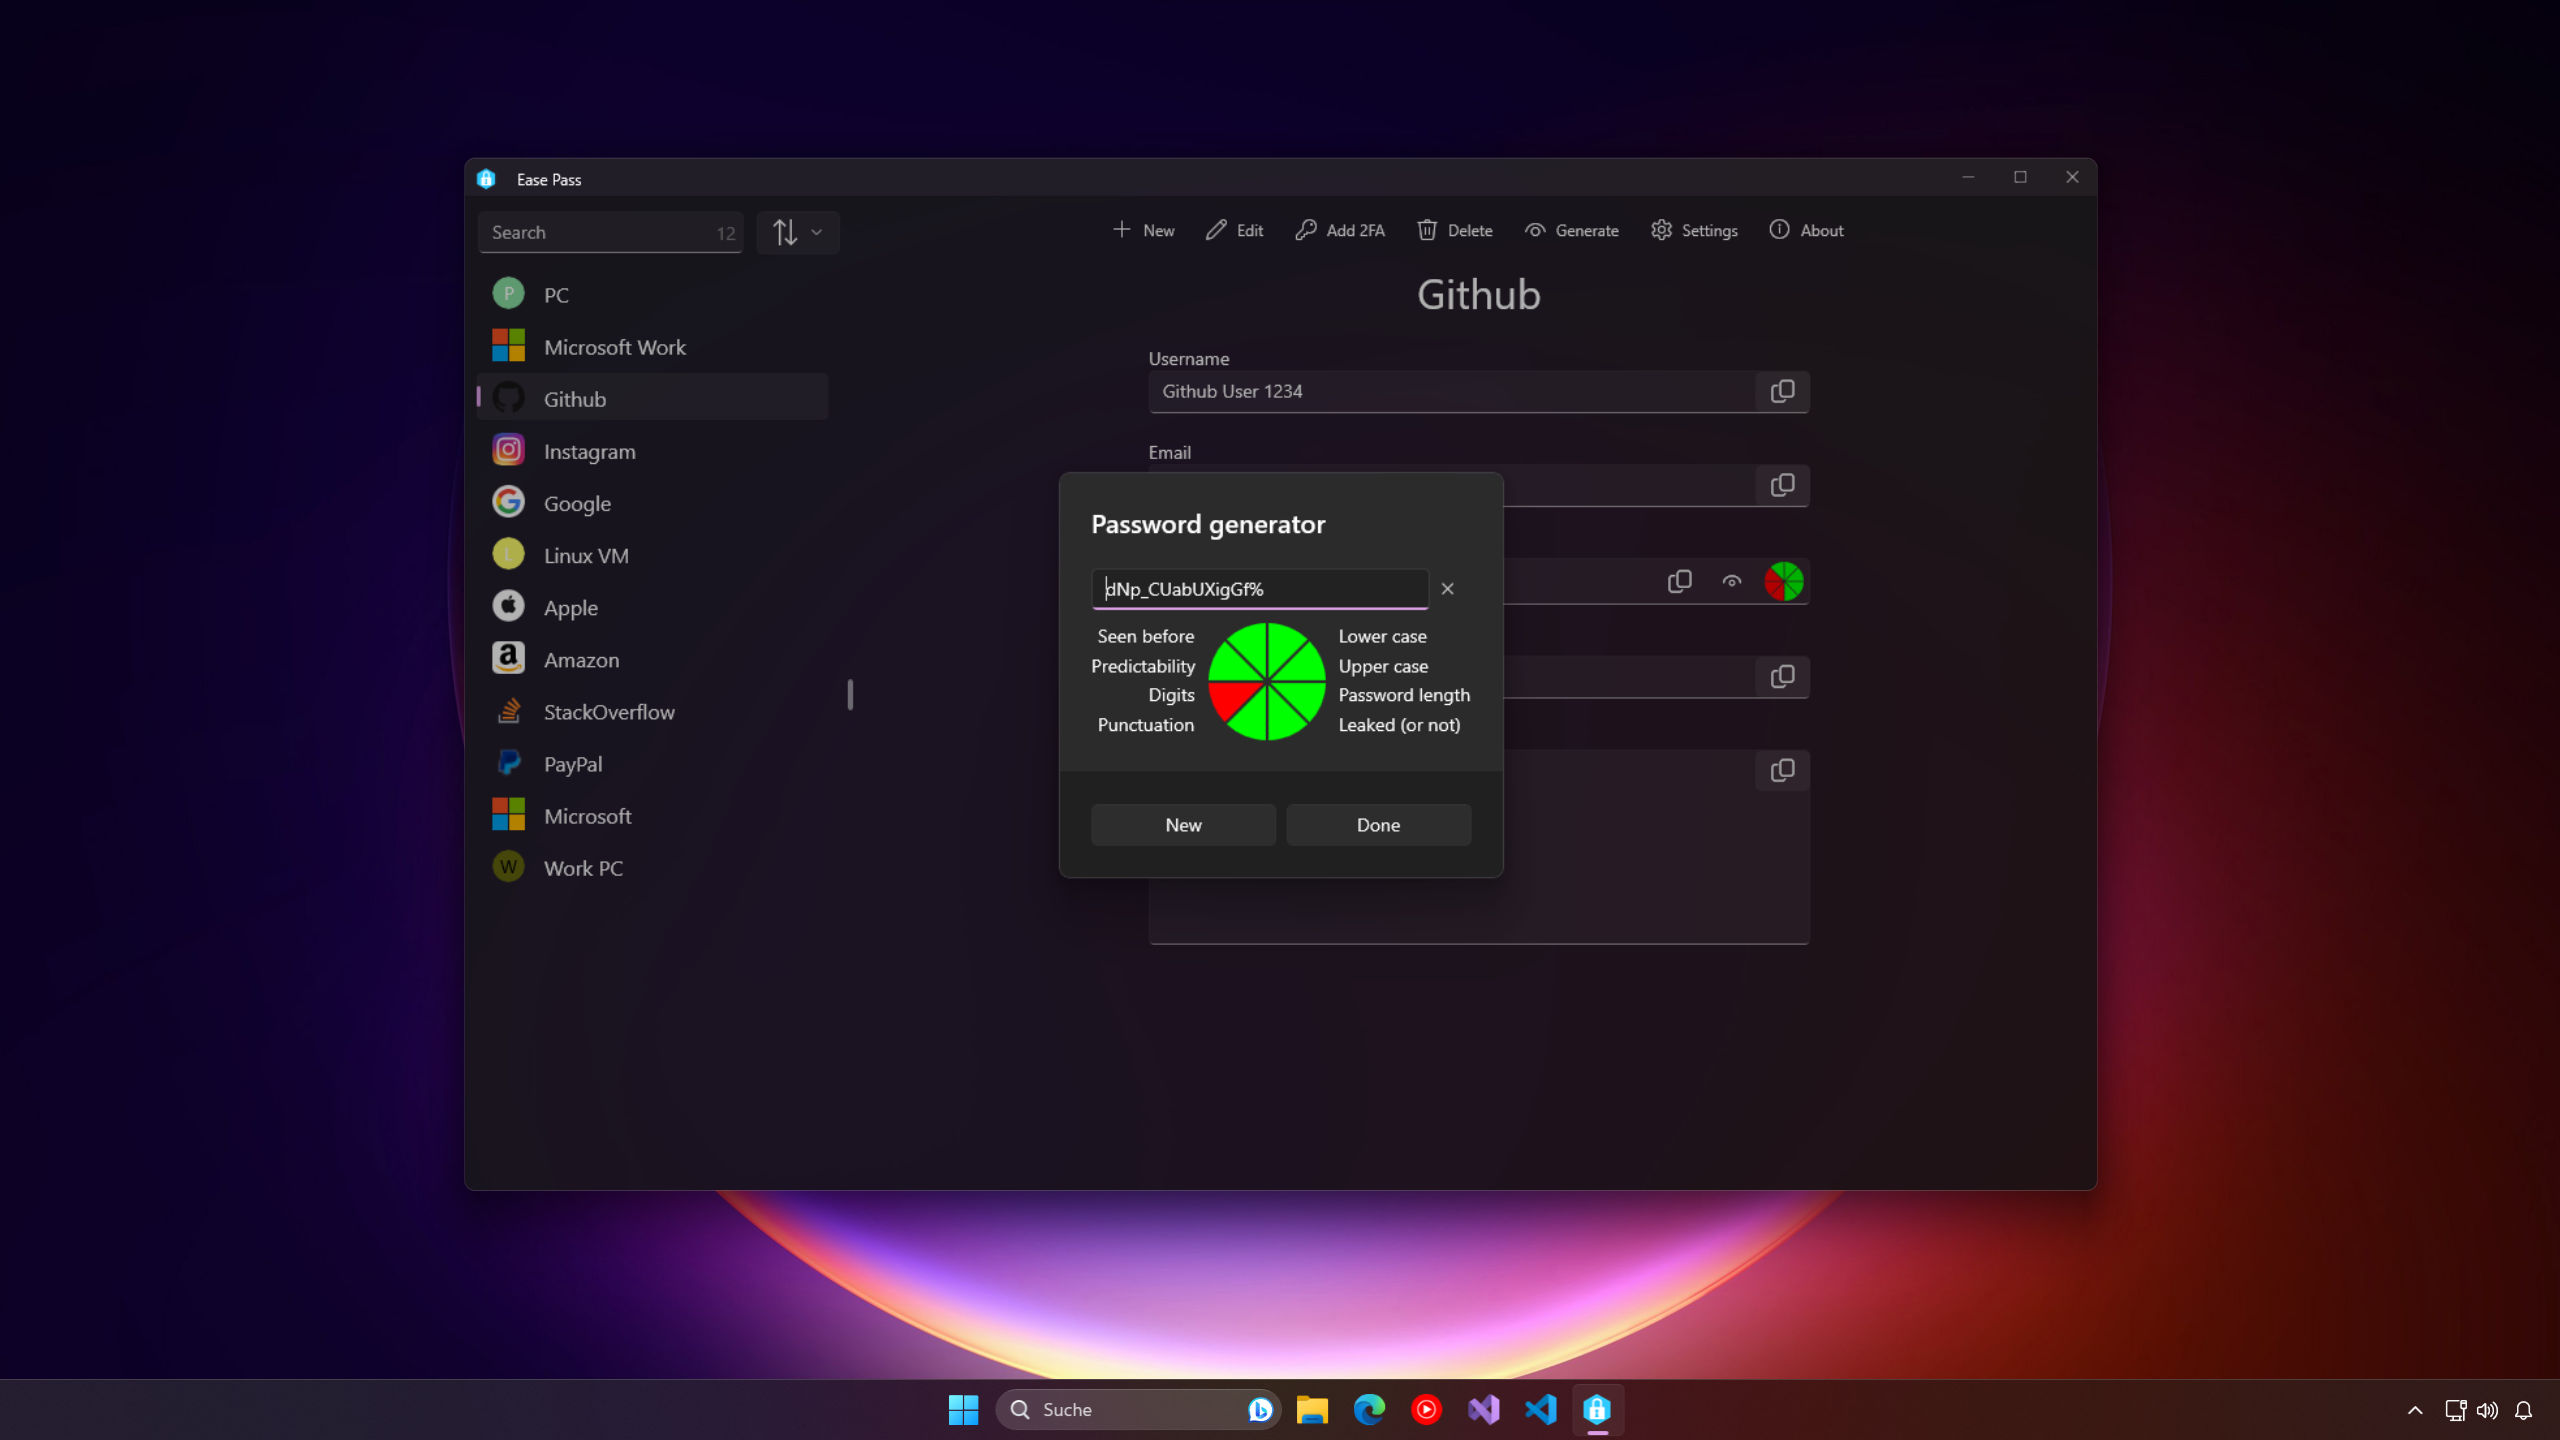 Ease Pass
Search 12
New Edit Add 2FA Delete Generate Settings About
P PC
Microsoft Work
Github
Instagram
Google
L Linux VM
Apple
a Amazon
StackOverflow
PayPal
Microsoft
W Work PC
Github
Username
Github User 1234
Email
Password generator
dNp_CUabUXigGf%
Seen before Lower case
Predictability Upper case
Digits Password length
Punctuation Leaked (or not)
New Done
Suche